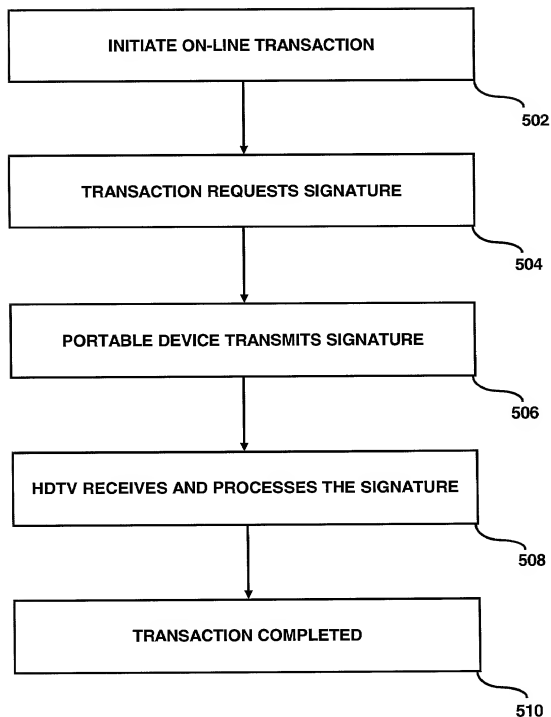 INITIATE ON-LINE TRANSACTION
502
TRANSACTION REQUESTS SIGNATURE
504
PORTABLE DEVICE TRANSMITS SIGNATURE
506
HDTV RECEIVES AND PROCESSES THE SIGNATURE
508
TRANSACTION COMPLETED
510